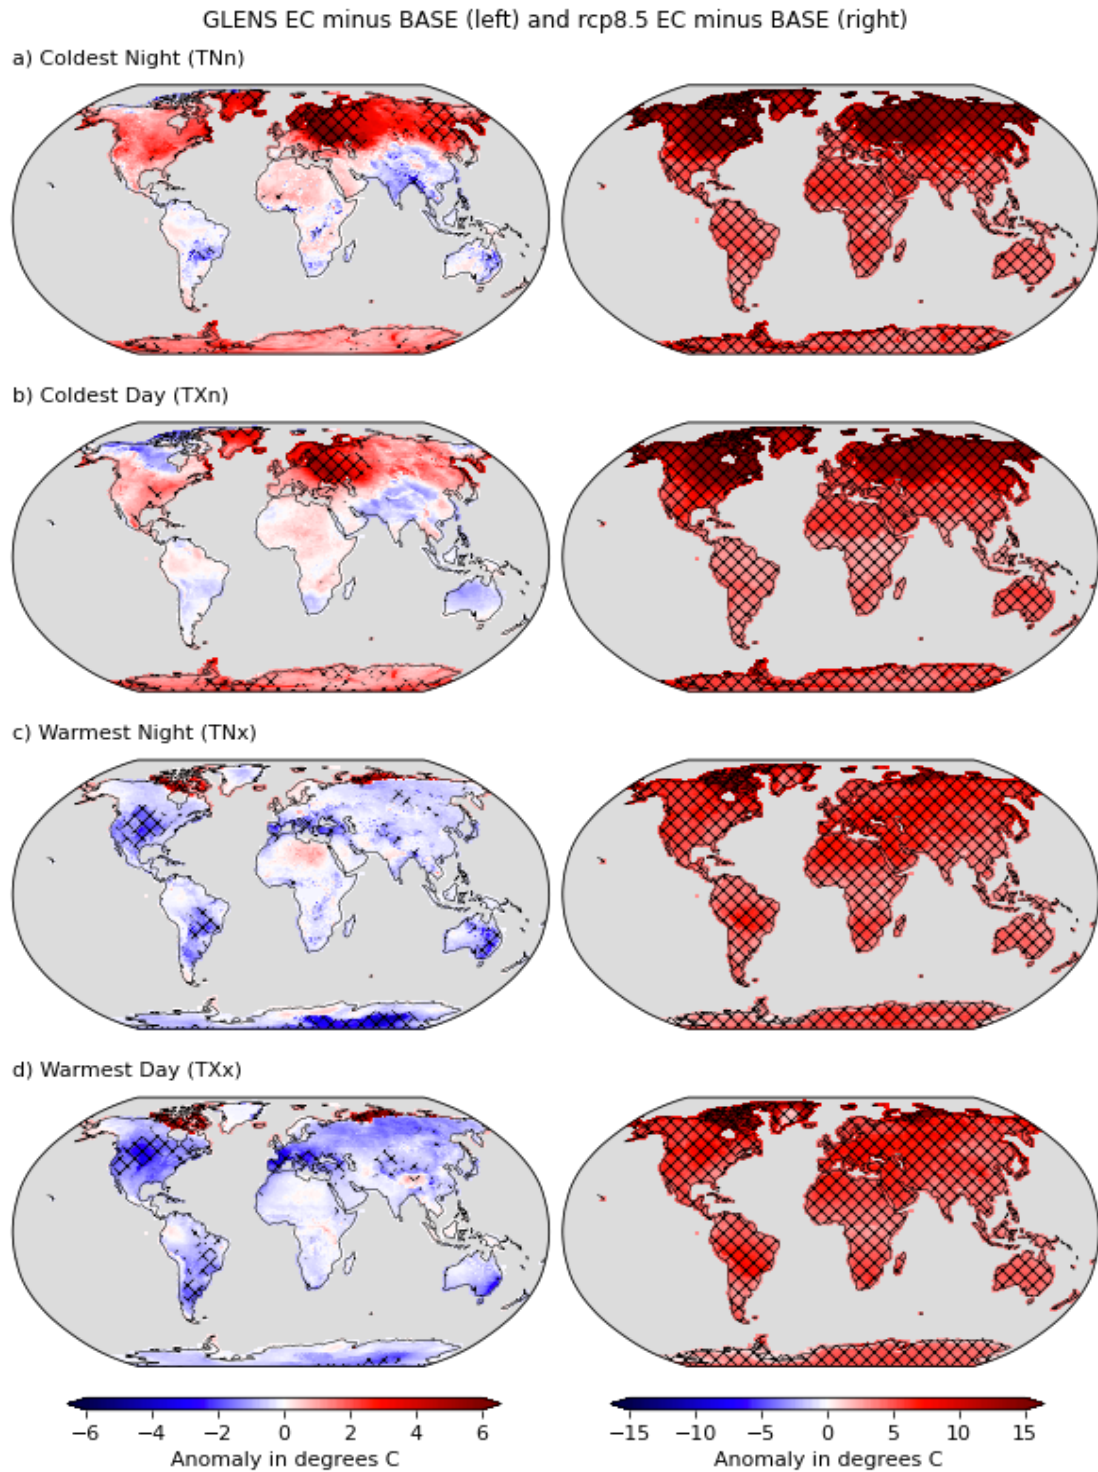 GLENS EC minus BASE (left) and rcp8.5 EC minus BASE (right)
a) Coldest Night (TNn)
b) Coldest Day (TXn)
c) Warmest Night (TNx)
d) Warmest Day (TXx)
−6 −4 −2 0 2 4 6
Anomaly in degrees C
−15 −10 −5 0 5 10 15
Anomaly in degrees C